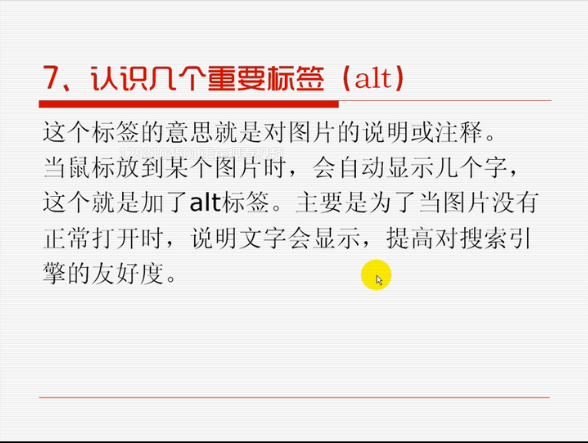 7、认识几个重要标签（alt）
这个标签的意思就是对图片的说明或注释。
当鼠标放到某个图片时，会自动显示几个字，
这个就是加了alt标签。主要是为了当图片没有
正常打开时，说明文字会显示，提高对搜索引
擎的友好度。